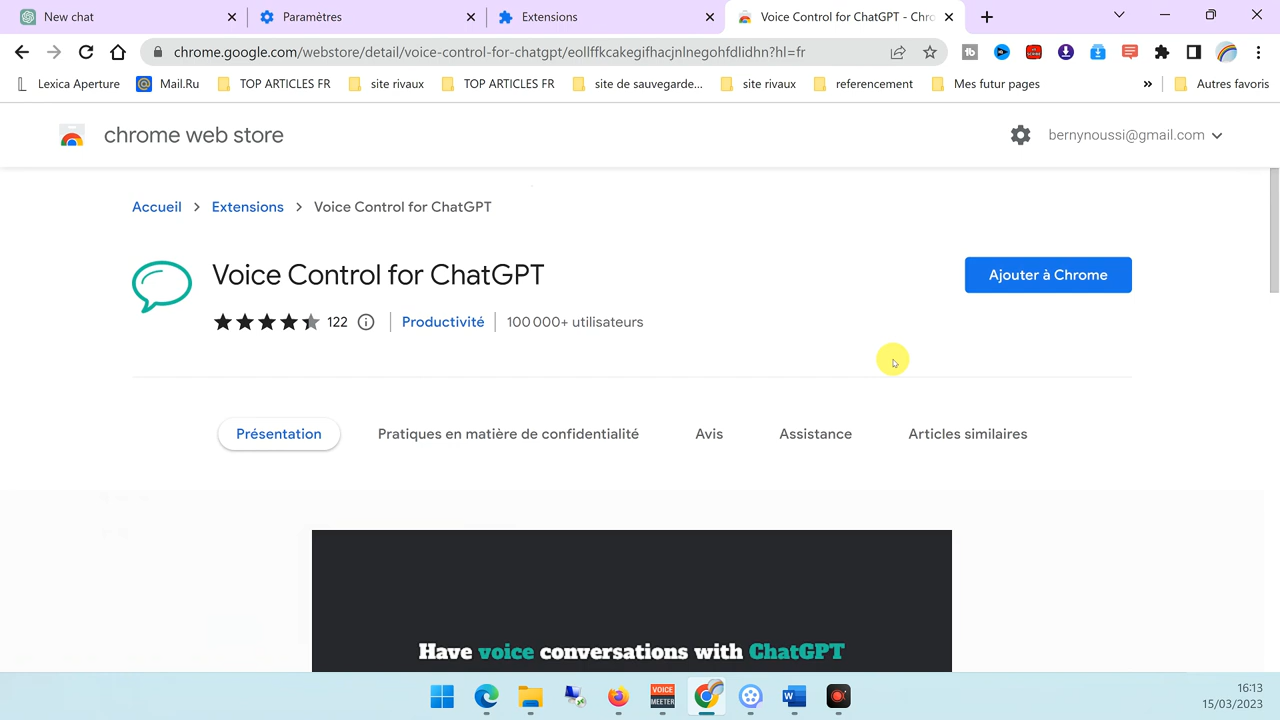 New chat
Paramètres
Extensions
Voice Control for ChatGPT - Chro
chrome.google.com/webstore/detail/voice-control-for-chatgpt/eollffkcakegifhacjnlnegohfdlidhn?hl=fr
Lexica Aperture
Mail.Ru
TOP ARTICLES FR
site rivaux
TOP ARTICLES FR
site de sauvegarde...
site rivaux
referencement
Mes futur pages
»
Autres favoris
chrome web store
bernynoussi@gmail.com
Accueil > Extensions > Voice Control for ChatGPT
Voice Control for ChatGPT
Ajouter à Chrome
122
Productivité
100 000+ utilisateurs
Présentation
Pratiques en matière de confidentialité
Avis
Assistance
Articles similaires
Have voice conversations with ChatGPT
VOICE
MEETER
16:13
15/03/2023